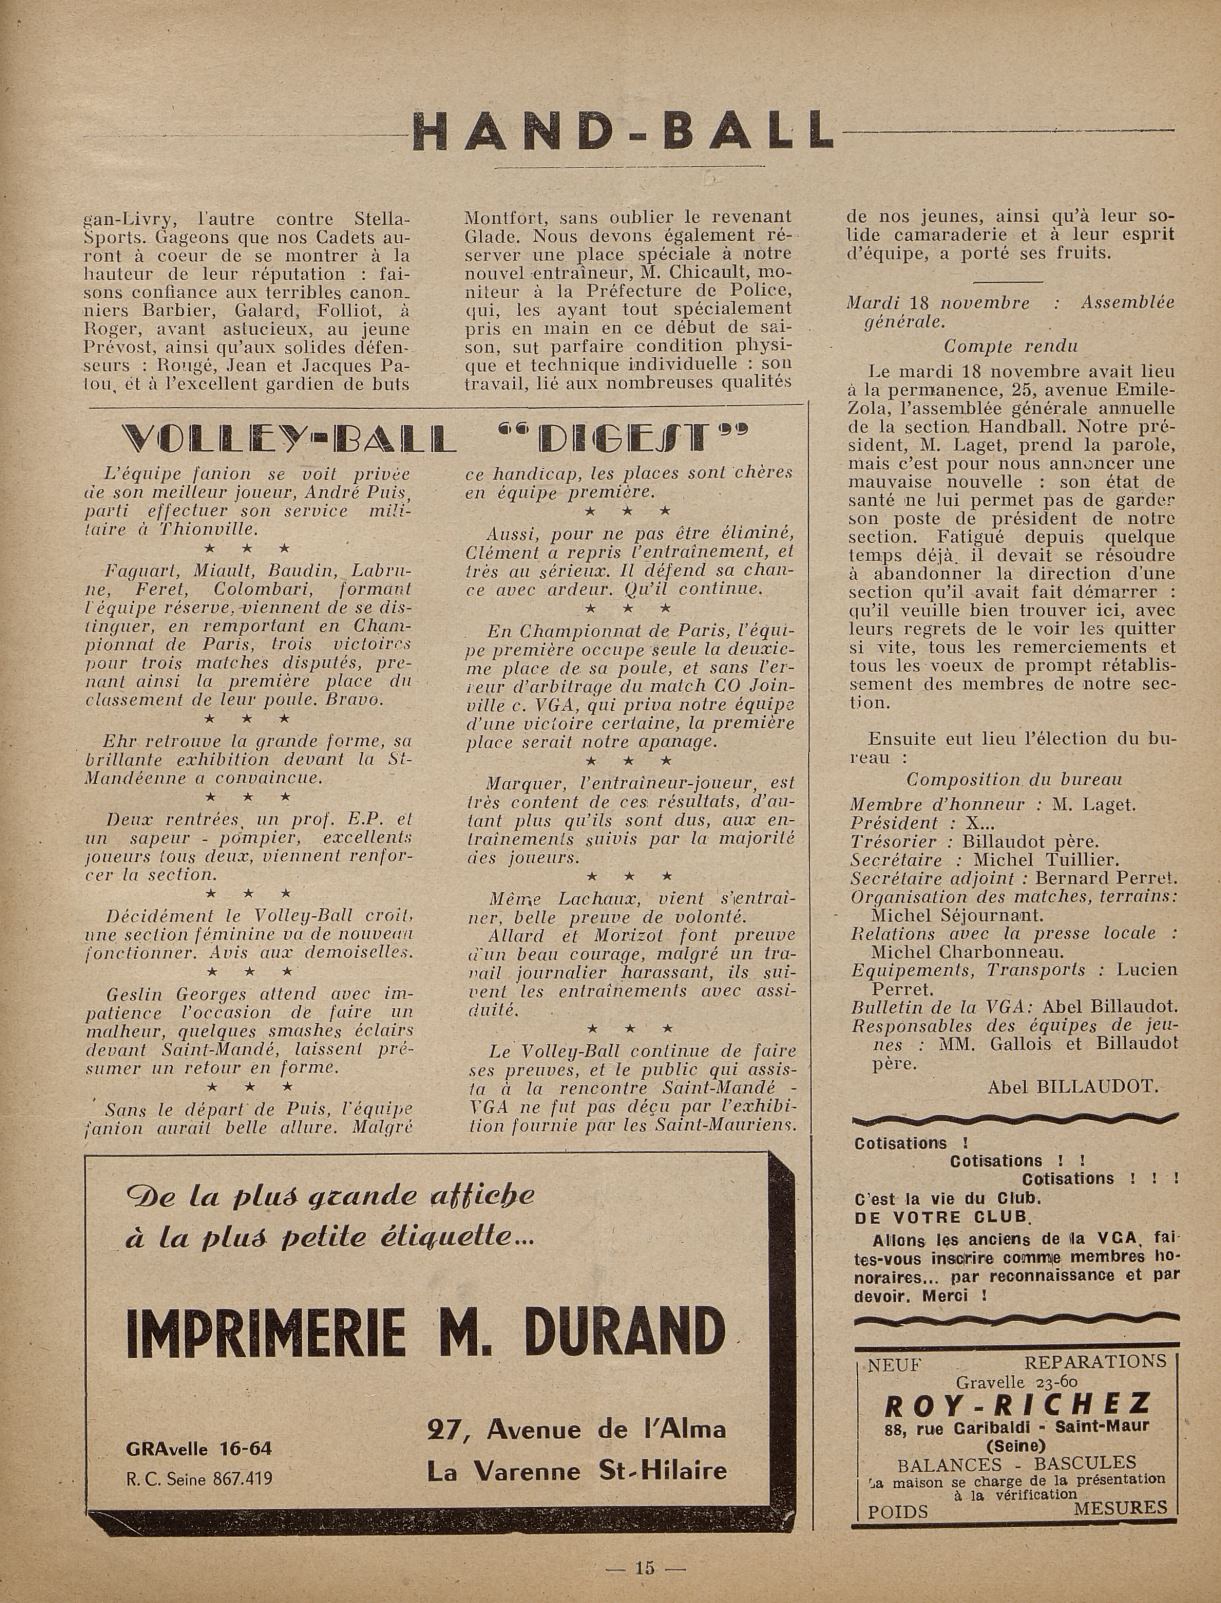 HAND-BALL
gan-Livry, l'autre contre Stella-
Sports. Gageons que nos Cadets au-
ront à coeur de se montrer à la
hauteur de leur réputation : fai-
sons confiance aux terribles canon-
niers Barbier, Galard, Folliot, à
Roger, avant astucieux, au jeune
Prévost, ainsi qu'aux solides défen-
seurs : Rougé, Jean et Jacques Pa-
tou, et à l'excellent gardien de buts
Montfort, sans oublier le revenant
Glade. Nous devons également ré-
server une place spéciale à notre
nouvel entraîneur, M. Chicault, mo-
niteur à la Préfecture de Police,
qui, les ayant tout spécialement
pris en main en ce début de sai-
son, sut parfaire condition physi-
que et technique individuelle : son
travail, lié aux nombreuses qualités
de nos jeunes, ainsi qu'à leur so-
lide camaraderie et à leur esprit
d'équipe, a porté ses fruits.
Mardi 18 novembre : Assemblée
générale.
Compte rendu
Le mardi 18 novembre avait lieu
à la permanence, 25, avenue Emile-
Zola, l'assemblée générale annuelle
de la section Handball. Notre pré-
sident, M. Laget, prend la parole,
mais c'est pour nous annoncer une
mauvaise nouvelle : son état de
santé ne lui permet pas de garder
son poste de président de notre
section. Fatigué depuis quelque
temps déjà, il devait se résoudre
à abandonner la direction d'une
section qu'il avait fait démarrer :
qu'il veuille bien trouver ici, avec
leurs regrets de le voir les quitter
si vite, tous les remerciements et
tous les voeux de prompt rétablis-
sement des membres de notre sec-
tion.
Ensuite eut lieu l'élection du bu-
reau :
Composition du bureau
Membre d'honneur : M. Laget.
Président : X...
Trésorier : Billaudot père.
Secrétaire : Michel Tuillier.
Secrétaire adjoint : Bernard Perret.
Organisation des matches, terrains:
Michel Séjournant.
Relations avec la presse locale :
Michel Charbonneau.
Equipements, Transports : Lucien
Perret.
Bulletin de la VGA: Abel Billaudot.
Responsables des équipes de jeu-
nes : MM. Gallois et Billaudot
père.
Abel BILLAUDOT.
VOLLEY-BALL "DIGEST"
L'équipe fanion se voit privée
de son meilleur joueur, André Puis,
parti effectuer son service mili-
taire à Thionville.
★ ★ ★
Faguart, Miault, Baudin, Labru-
ne, Feret, Colombari, formant
l'équipe réserve, viennent de se dis-
tinguer, en remportant en Cham-
pionnat de Paris, trois victoires
pour trois matches disputés, pre-
nant ainsi la première place du
classement de leur poule. Bravo.
★ ★ ★
Ehr retrouve la grande forme, sa
brillante exhibition devant la St-
Mandéenne a convaincue.
★ ★ ★
Deux rentrées, un prof. E.P. et
un sapeur - pompier, excellents
joueurs tous deux, viennent renfor-
cer la section.
★ ★ ★
Décidément le Volley-Ball croît,
une section féminine va de nouveau
fonctionner. Avis aux demoiselles.
★ ★ ★
Geslin Georges attend avec im-
patience l'occasion de faire un
malheur, quelques smashes éclairs
devant Saint-Mandé, laissent pré-
sumer un retour en forme.
★ ★ ★
Sans le départ de Puis, l'équipe
fanion aurait belle allure. Malgré
ce handicap, les places sont chères
en équipe première.
★ ★ ★
Aussi, pour ne pas être éliminé,
Clément a repris l'entraînement, et
très au sérieux. Il défend sa chan-
ce avec ardeur. Qu'il continue.
★ ★ ★
En Championnat de Paris, l'équi-
pe première occupe seule la deuxiè-
me place de sa poule, et sans l'er-
reur d'arbitrage du match CO Join-
ville c. VGA, qui priva notre équipe
d'une victoire certaine, la première
place serait notre apanage.
★ ★ ★
Marquer, l'entraîneur-joueur, est
très content de ces résultats, d'au-
tant plus qu'ils sont dus, aux en-
traînements suivis par la majorité
des joueurs.
★ ★ ★
Même Lachaux, vient s'entraî-
ner, belle preuve de volonté.
Allard et Morizot font preuve
d'un beau courage, malgré un tra-
vail journalier harassant, ils sui-
vent les entraînements avec assi-
duité.
★ ★ ★
Le Volley-Ball continue de faire
ses preuves, et le public qui assis-
ta à la rencontre Saint-Mandé -
VGA ne fut pas déçu par l'exhibi-
tion fournie par les Saint-Mauriens.
Cotisations !
Cotisations ! !
Cotisations ! ! !
C'est la vie du Club.
DE VOTRE CLUB.
Allons les anciens de la VGA, fai-
tes-vous inscrire comme membres ho-
noraires... par reconnaissance et par
devoir. Merci !
De la plus grande affiche
à la plus petite étiquette...
IMPRIMERIE M. DURAND
27, Avenue de l'Alma
La Varenne St-Hilaire
GRAvelle 16-64
R. C. Seine 867.419
NEUF REPARATIONS
Gravelle 23-60
ROY-RICHEZ
88, rue Garibaldi - Saint-Maur
(Seine)
BALANCES - BASCULES
La maison se charge de la présentation
à la vérification
POIDS MESURES
— 15 —